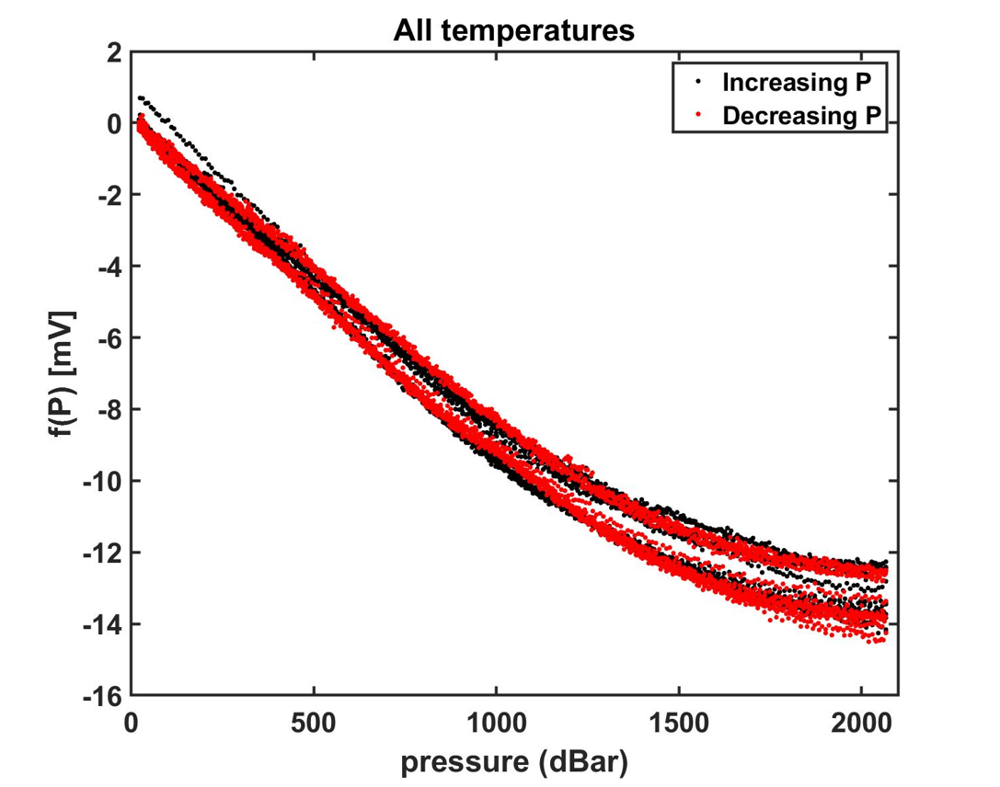 All temperatures
Increasing P
Decreasing P
2
0
-2
-4
-6
-8
-10
-12
-14
-16
f(P) [mV]
0 500 1000 1500 2000
pressure (dBar)